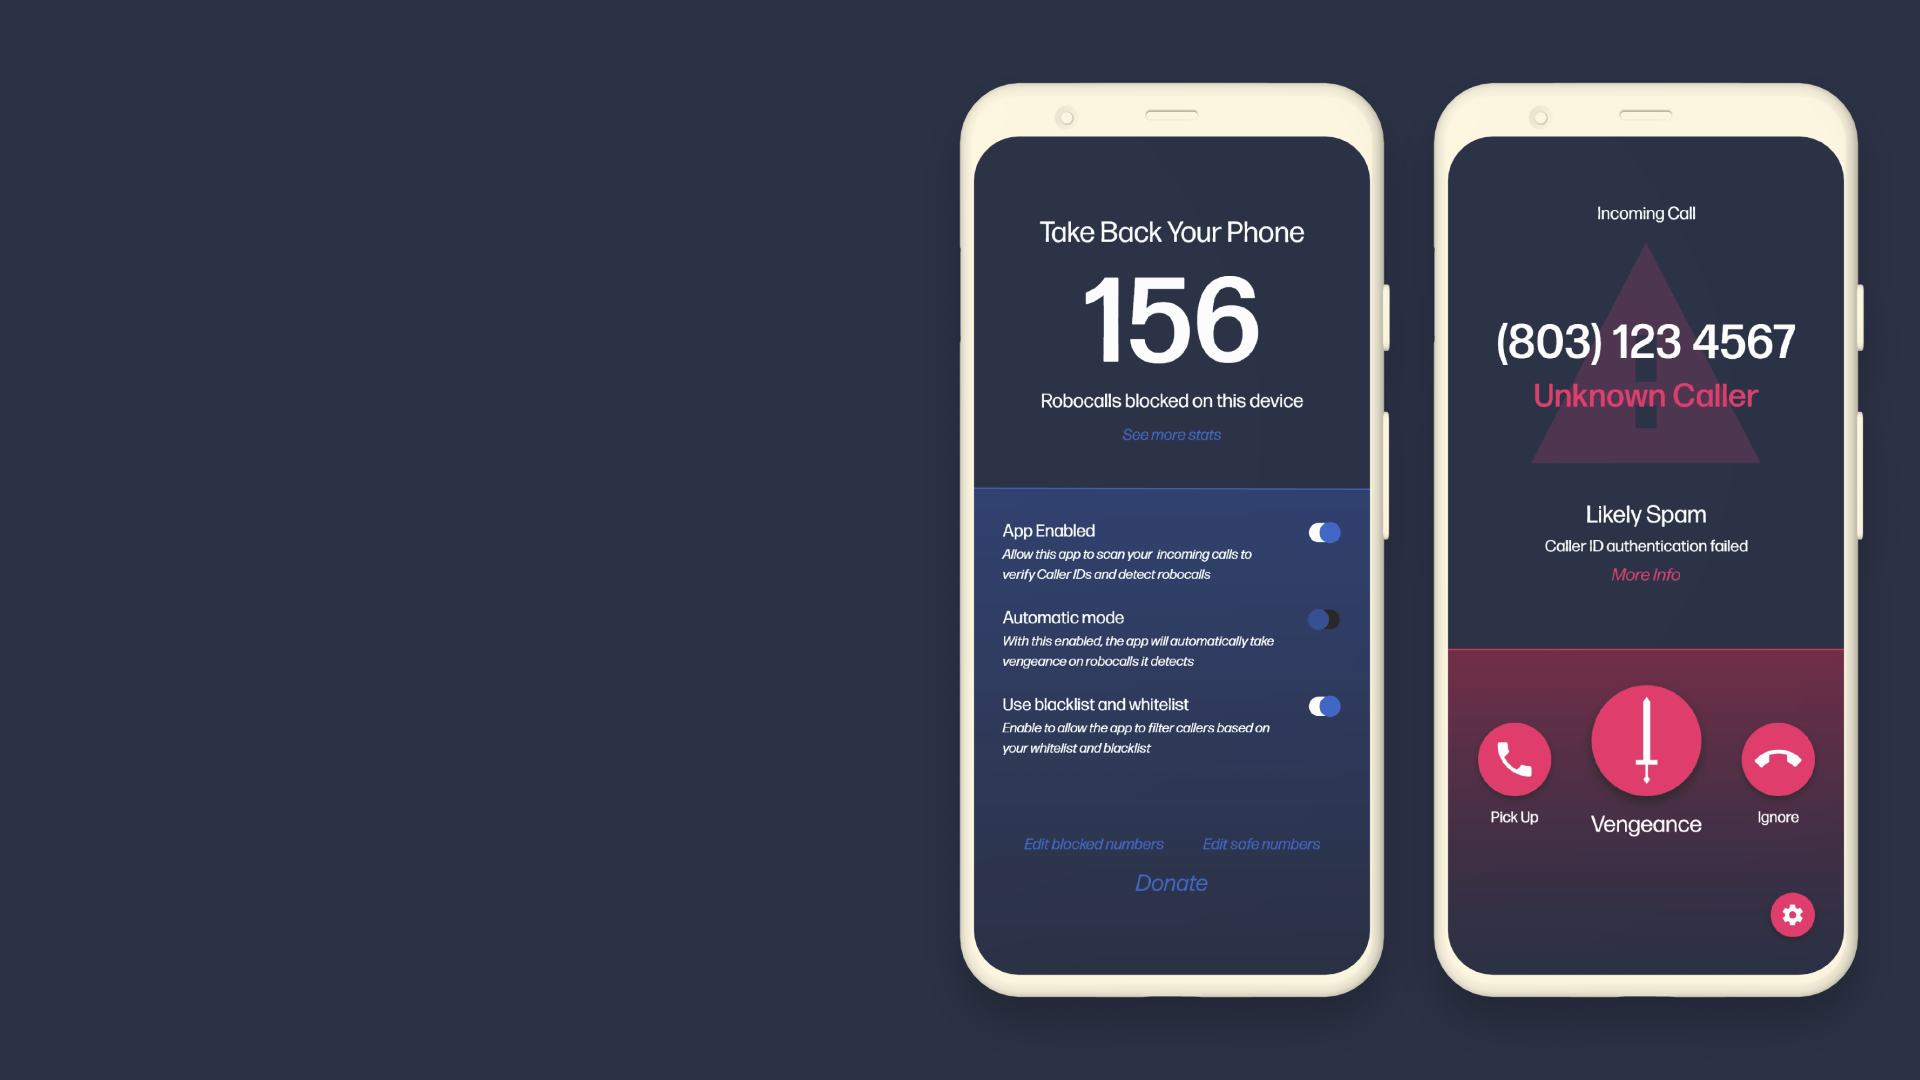 Take Back Your Phone
156
Robocalls blocked on this device
See more stats
App Enabled
Allow this app to scan your incoming calls to
verify Caller IDs and detect robocalls
Automatic mode
With this enabled, the app will automatically take
vengeance on robocalls it detects
Use blacklist and whitelist
Enable to allow the app to filter callers based on
your whitelist and blacklist
Edit blocked numbers
Edit safe numbers
Donate
Incoming Call
(803) 123 4567
Unknown Caller
Likely Spam
Caller ID authentication failed
More Info
Pick Up
Vengeance
Ignore